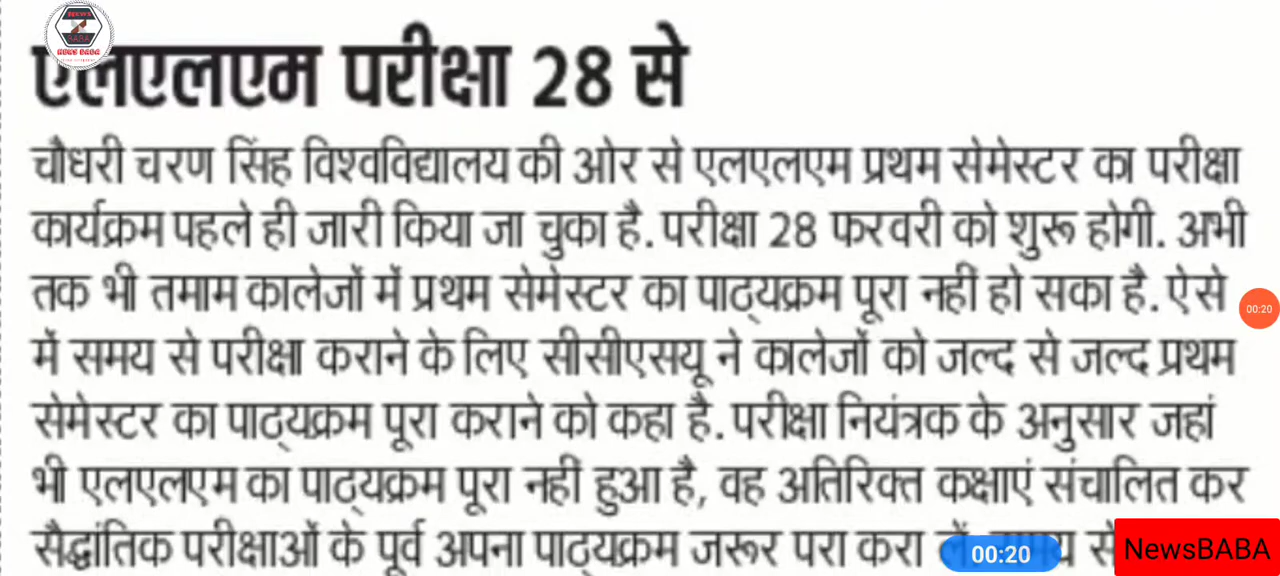 एलएलएम परीक्षा 28 से
चौधरी चरण सिंह विश्वविद्यालय की ओर से एलएलएम प्रथम सेमेस्टर का परीक्षा
कार्यक्रम पहले ही जारी किया जा चुका है. परीक्षा 28 फरवरी को शुरू होगी. अभी
तक भी तमाम कालेजों में प्रथम सेमेस्टर का पाठ्यक्रम पूरा नहीं हो सका है. ऐसे
00:20
में समय से परीक्षा कराने के लिए सीसीएसयू ने कालेजों को जल्द से जल्द प्रथम
सेमेस्टर का पाठ्यक्रम पूरा कराने को कहा है. परीक्षा नियंत्रक के अनुसार जहां
भी एलएलएम का पाठ्यक्रम पूरा नहीं हुआ है, वह अतिरिक्त कक्षाएं संचालित कर
सैद्धांतिक परीक्षाओं के पूर्व अपना पाठ्यक्रम जरूर परा करा
00:20
NewsBABA
NEWS BABA